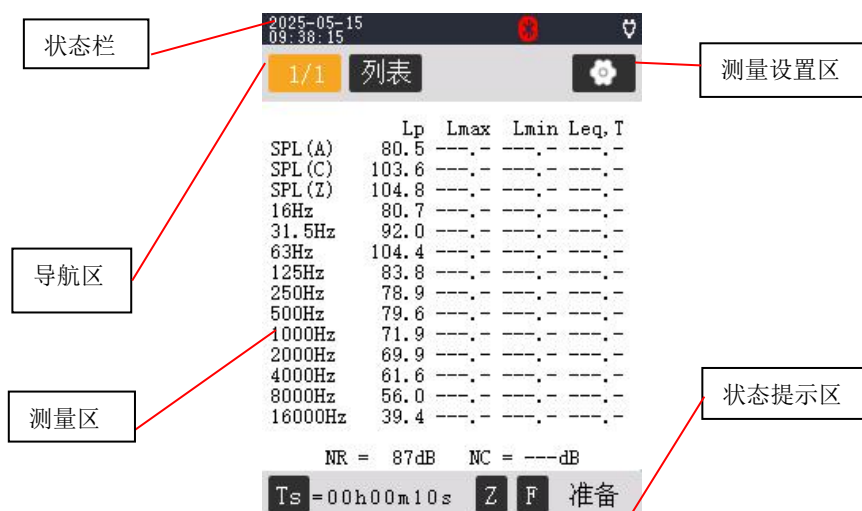 状态栏
2025-05-15
09:38:15
测量设置区
1/1 列表
Lp Lmax Lmin Leq,T
SPL(A) 80.5 ---.- ---.- ---.-
SPL(C) 103.6 ---.- ---.- ---.-
SPL(Z) 104.8 ---.- ---.- ---.-
16Hz 80.7 ---.- ---.- ---.-
31.5Hz 92.0 ---.- ---.- ---.-
63Hz 104.4 ---.- ---.- ---.-
125Hz 83.8 ---.- ---.- ---.-
250Hz 78.9 ---.- ---.- ---.-
500Hz 79.6 ---.- ---.- ---.-
1000Hz 71.9 ---.- ---.- ---.-
2000Hz 69.9 ---.- ---.- ---.-
4000Hz 61.6 ---.- ---.- ---.-
8000Hz 56.0 ---.- ---.- ---.-
16000Hz 39.4 ---.- ---.- ---.-
导航区
测量区
状态提示区
NR = 87dB NC = ---dB
Ts =00h00m10s Z F 准备